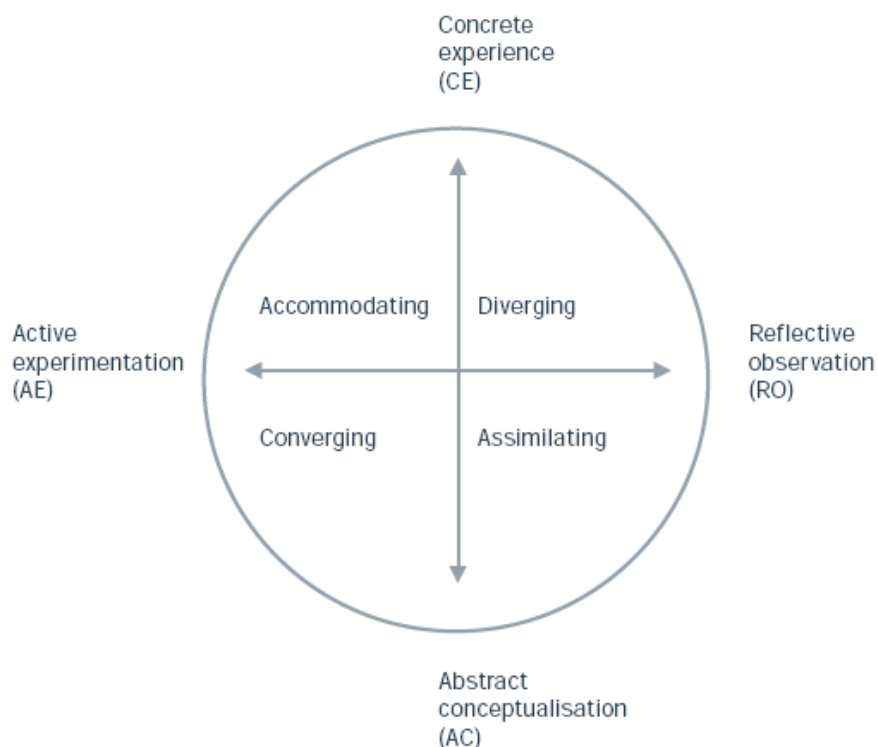 Concrete
experience
(CE)
Accommodating
Diverging
Active
experimentation
(AE)
Reflective
observation
(RO)
Converging
Assimilating
Abstract
conceptualisation
(AC)